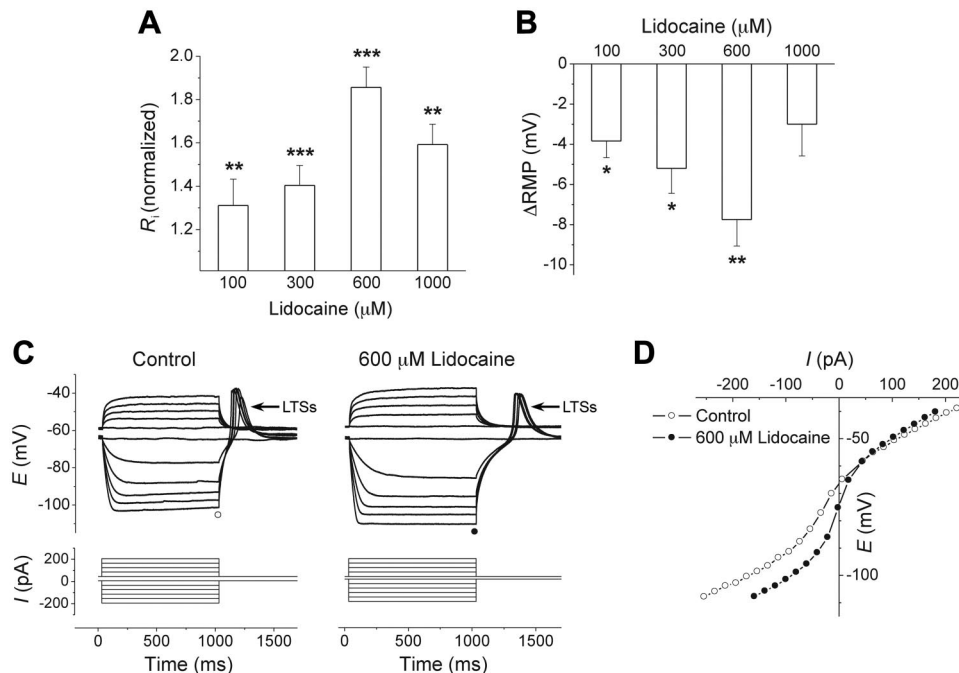 A
2.0
1.8
1.6
1.4
1.2
Ri (normalized)
**
***
***
**
100 300 600 1000
Lidocaine (μM)
B
Lidocaine (μM)
100 300 600 1000
0
-2
-4
-6
-8
-10
ΔRMP (mV)
*
*
**
C
Control
600 μM Lidocaine
-40
-60
-80
-100
E (mV)
LTSs
LTSs
200
0
-200
I (pA)
0 500 1000 1500
0 500 1000 1500
Time (ms)
Time (ms)
D
I (pA)
-200 -100 0 100 200
Control
600 μM Lidocaine
-50
-100
E (mV)